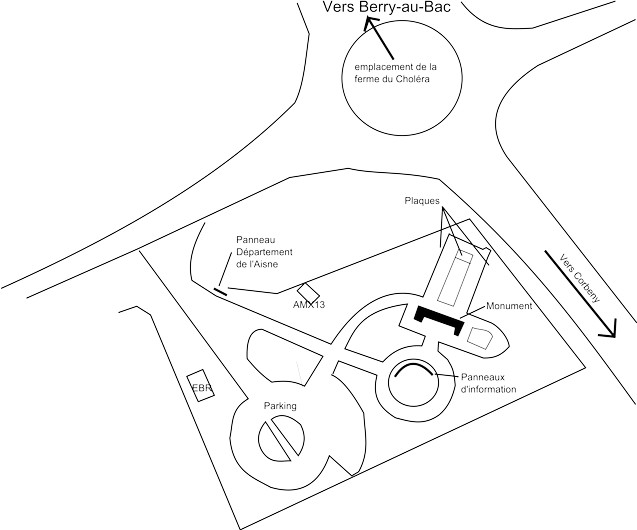 Vers Berry-au-Bac
emplacement de la
ferme du Choléra
Plaques
Panneau
Département
de l'Aisne
Vers Corbeny
AMX13
Monument
Panneaux
d'information
EBR
Parking